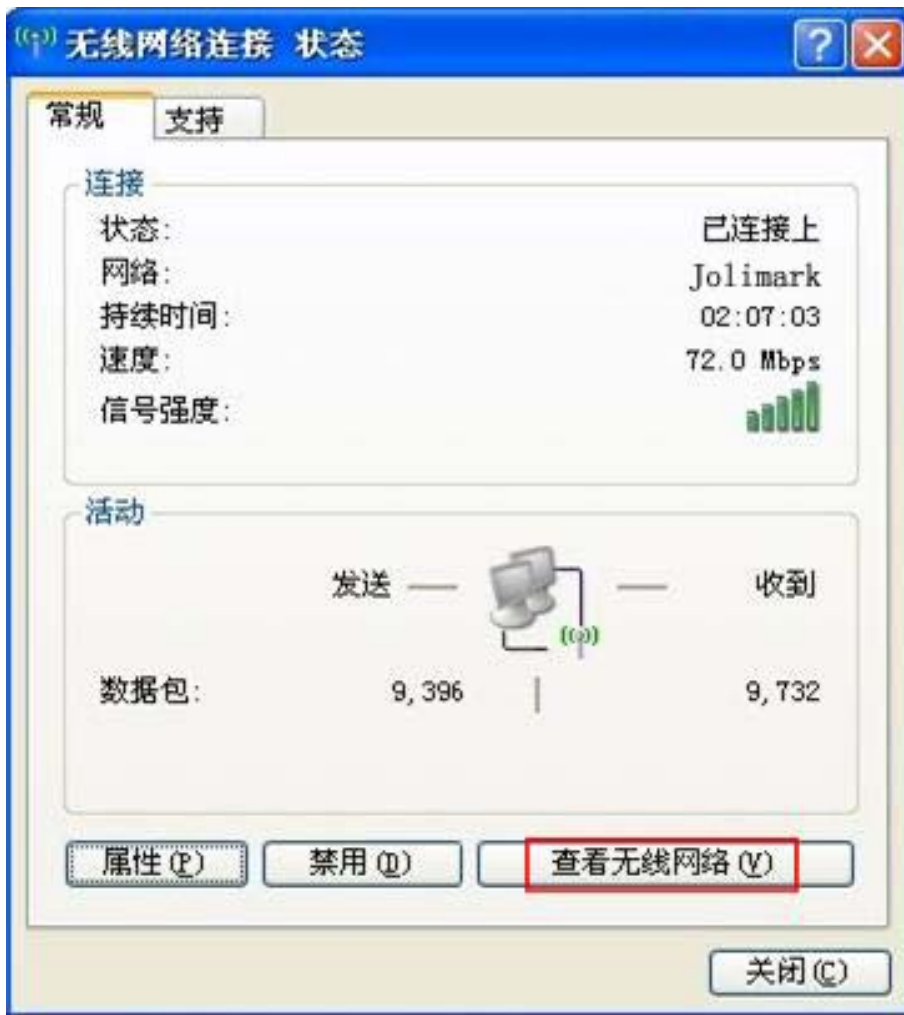 无线网络连接 状态
常规 支持
连接
状态: 已连接上
网络: Jolimark
持续时间: 02:07:03
速度: 72.0 Mbps
信号强度:
活动
发送 — — 收到
数据包: 9,396 | 9,732
属性(P) 禁用(D) 查看无线网络(V)
关闭(C)